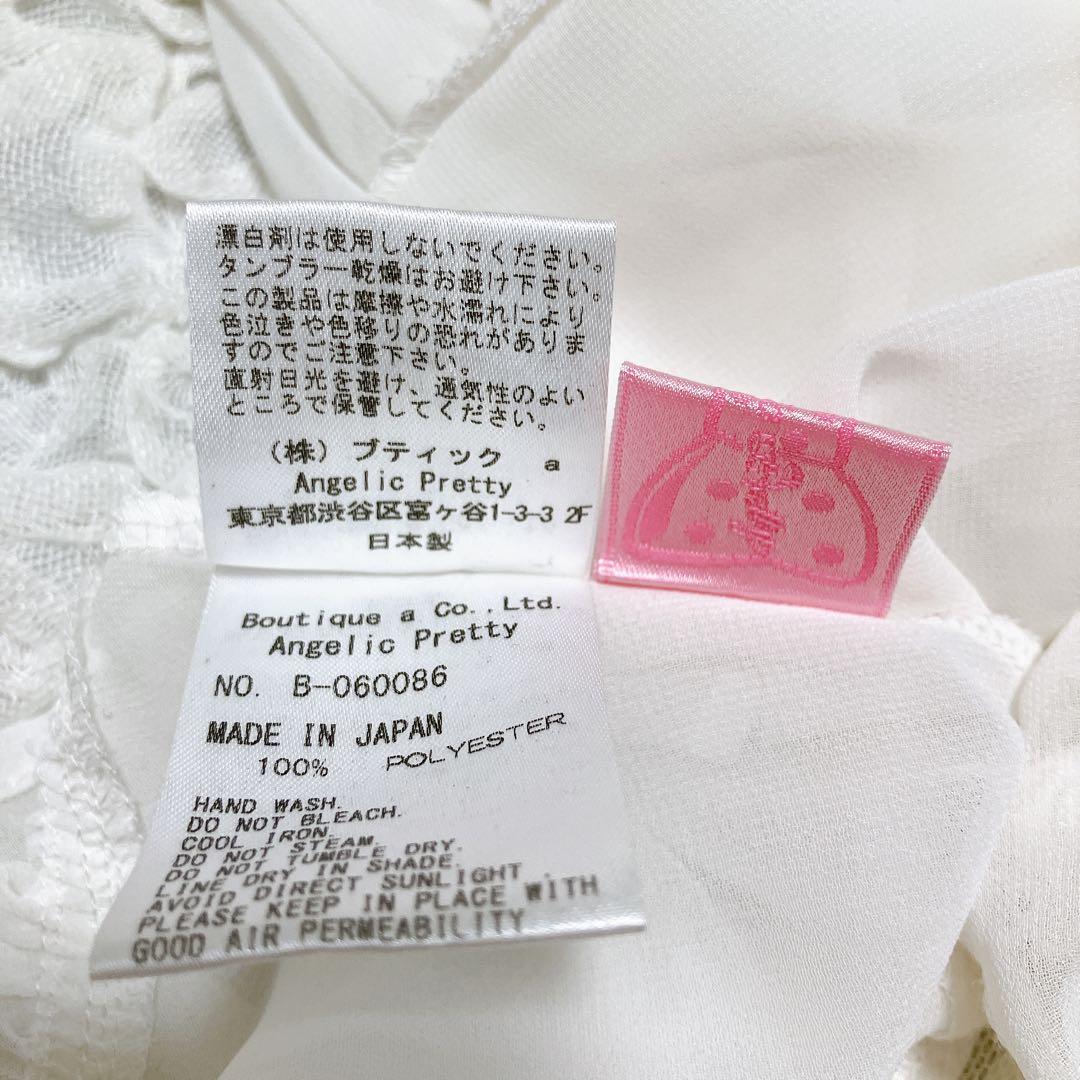 漂白剤は使用しないでください。
タンブラー乾燥はお避け下さい。
この製品は摩擦や水濡れにより
色泣きや色移りの恐れがありま
すのでご注意下さい。
直射日光を避け、通気性のよい
ところで保管してください。
(株) ブティック a
Angelic Pretty
東京都渋谷区富ヶ谷1-3-3 2F
日本製
Boutique a Co.,Ltd.
Angelic Pretty
NO. B-060086
MADE IN JAPAN
100% POLYESTER
HAND WASH.
DO NOT BLEACH.
COOL IRON.
DO NOT STEAM.
DO NOT TUMBLE DRY.
LINE DRY IN SHADE.
AVOID DIRECT SUNLIGHT
PLEASE KEEP IN PLACE WITH
GOOD AIR PERMEABILITY